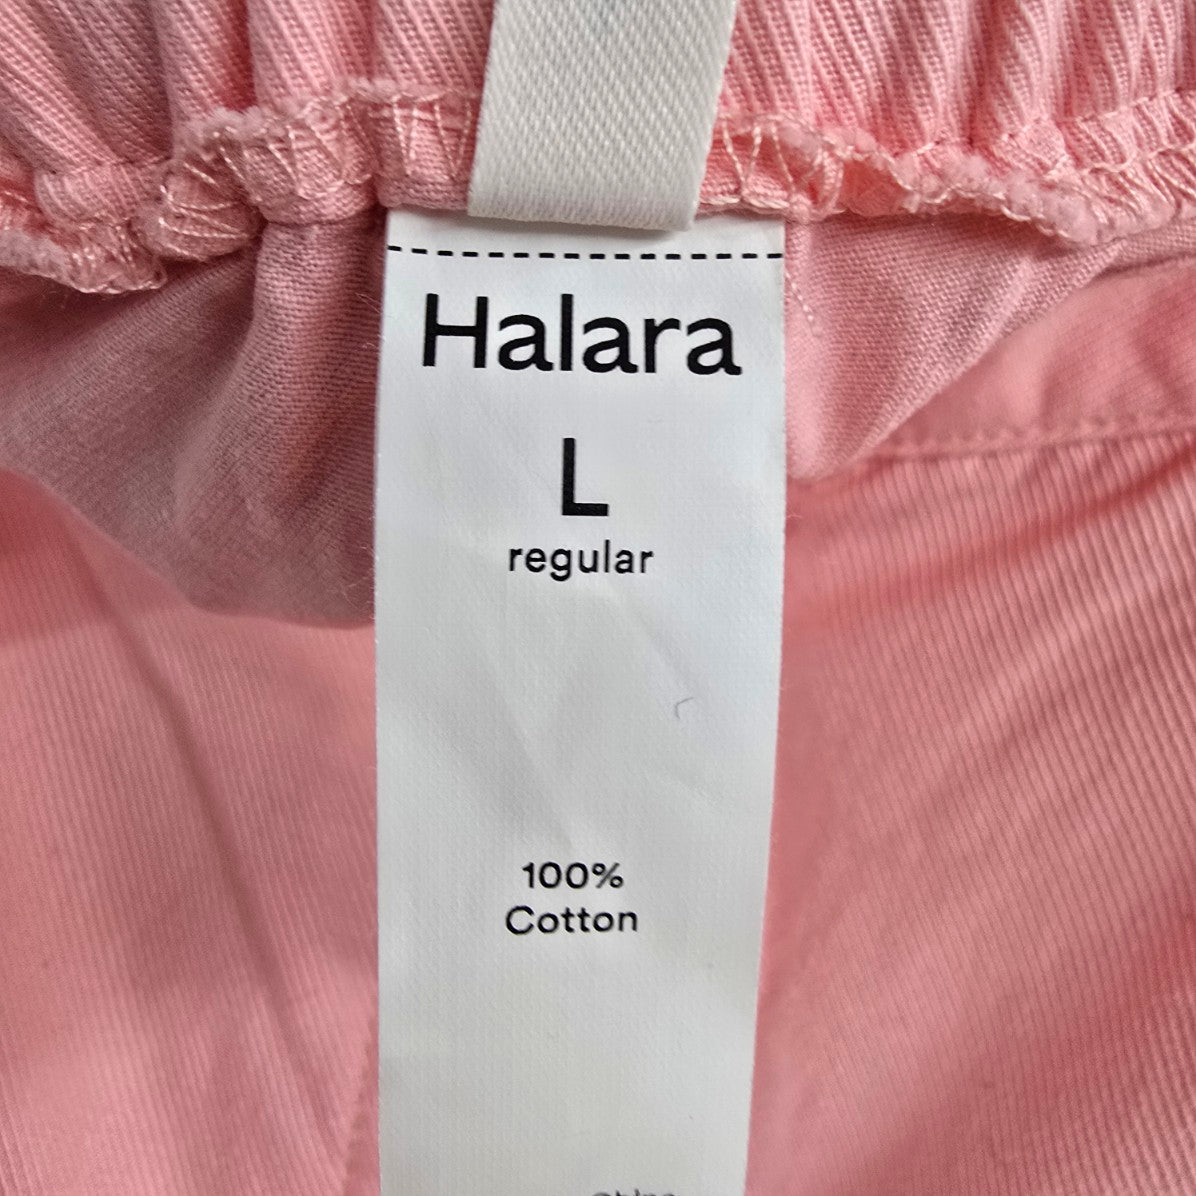 Halara
L
regular
100%
Cotton